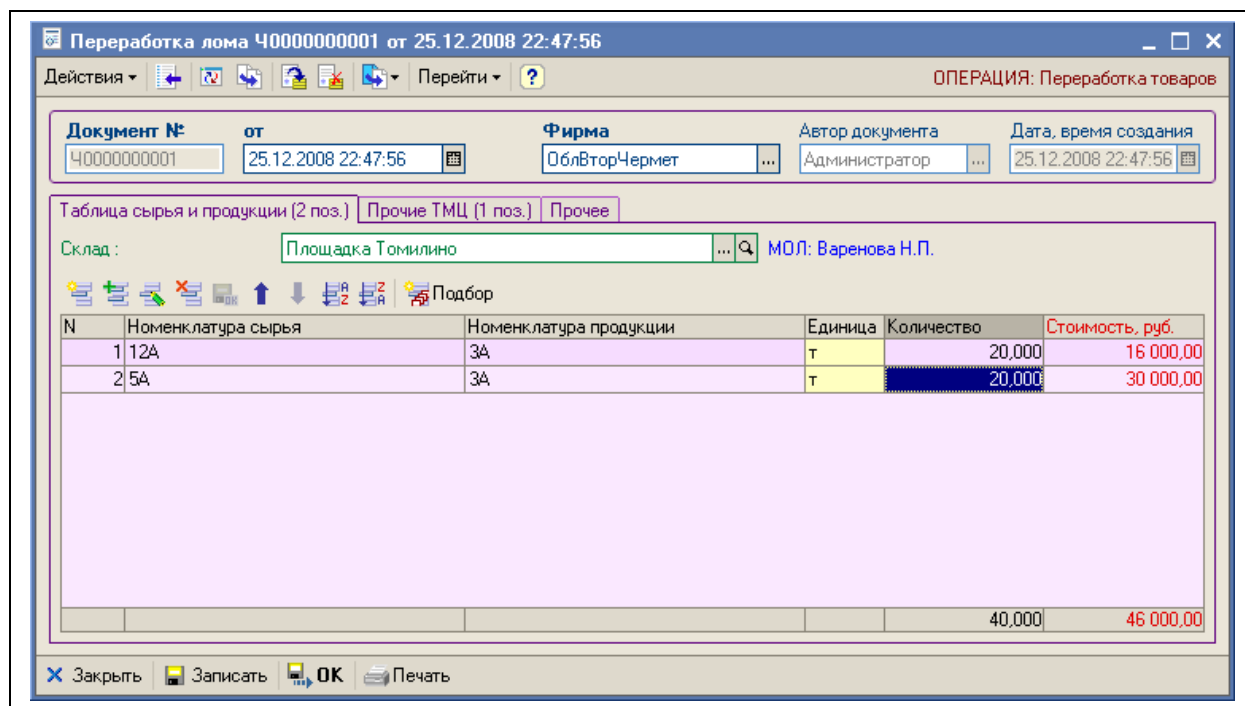 Переработка лома Ч0000000001 от 25.12.2008 22:47:56
Действия Перейти ? ОПЕРАЦИЯ: Переработка товаров
Документ № от Фирма Автор документа Дата, время создания
Ч0000000001 25.12.2008 22:47:56 ОблВторЧермет ... Администратор ... 25.12.2008 22:47:56
Таблица сырья и продукции (2 поз.) Прочие ТМЦ (1 поз.) Прочее
Склад : Площадка Томилино ... МОЛ: Варенова Н.П.
Подбор
N Номенклатура сырья Номенклатура продукции Единица Количество Стоимость, руб.
1 12А 3А т 20,000 16 000,00
2 5А 3А т 20,000 30 000,00
40,000 46 000,00
Закрыть Записать OK Печать